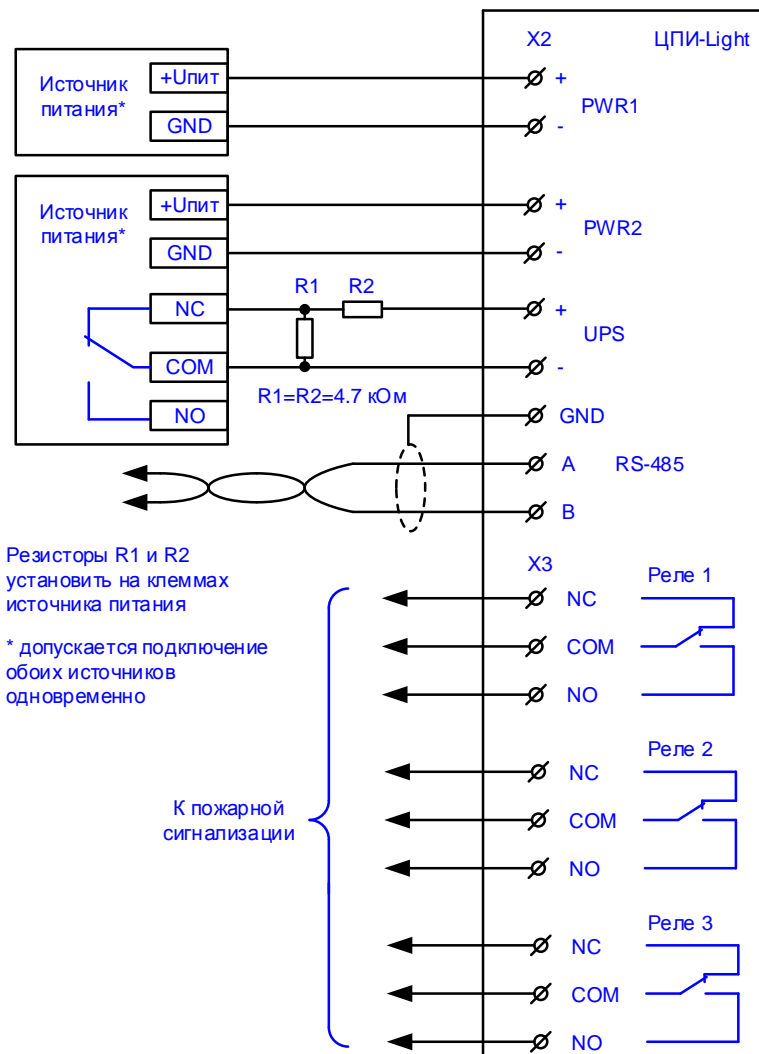 X2
ЦПИ-Light
Источник
питания*
+Uпит
GND
+
PWR1
-
Источник
питания*
+Uпит
GND
+
PWR2
-
NC
R1
R2
+
UPS
COM
-
R1=R2=4.7 кОм
NO
GND
A
RS-485
B
Резисторы R1 и R2
установить на клеммах
источника питания
* допускается подключение
обоих источников
одновременно
X3
Реле 1
NC
COM
NO
Реле 2
NC
COM
NO
К пожарной
сигнализации
Реле 3
NC
COM
NO